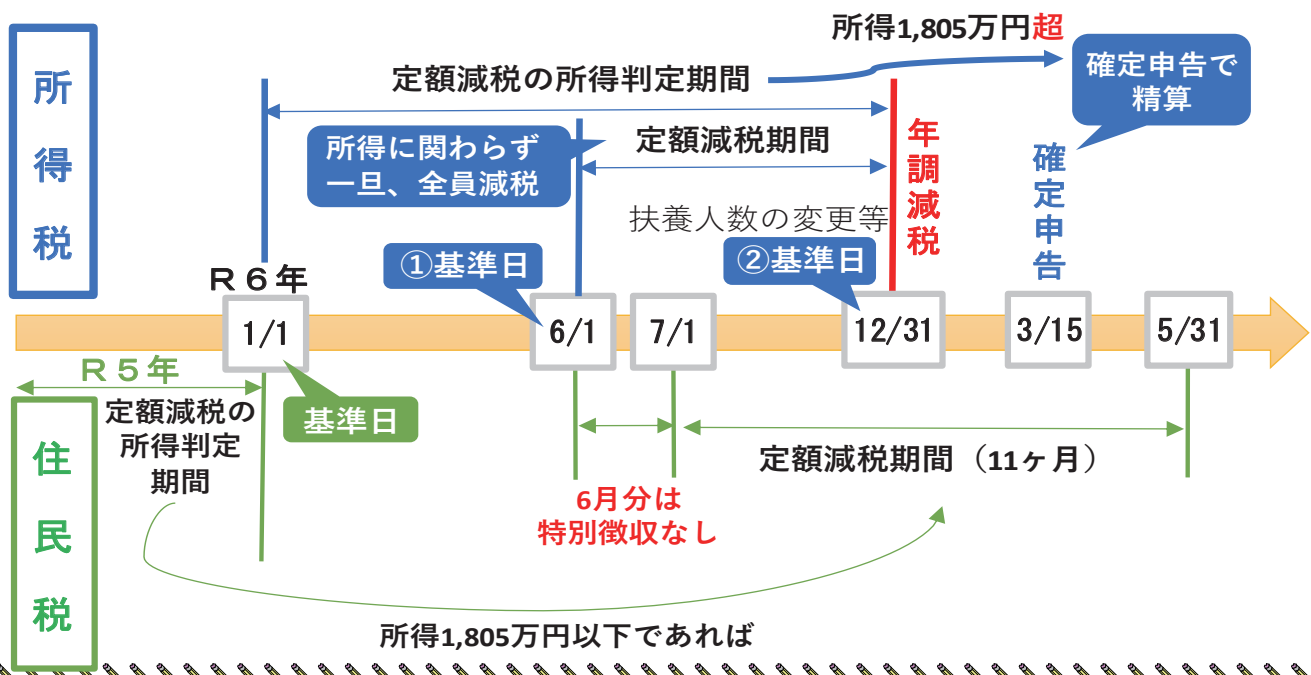 所得税
所得1,805万円超
定額減税の所得判定期間
確定申告で
精算
所得に関わらず
一旦、全員減税
定額減税期間
年調減税
確定申告
扶養人数の変更等
①基準日
②基準日
R6年
1/1
6/1
7/1
12/31
3/15
5/31
R5年
住民税
定額減税の
所得判定
期間
基準日
定額減税期間（11ヶ月）
6月分は
特別徴収なし
所得1,805万円以下であれば